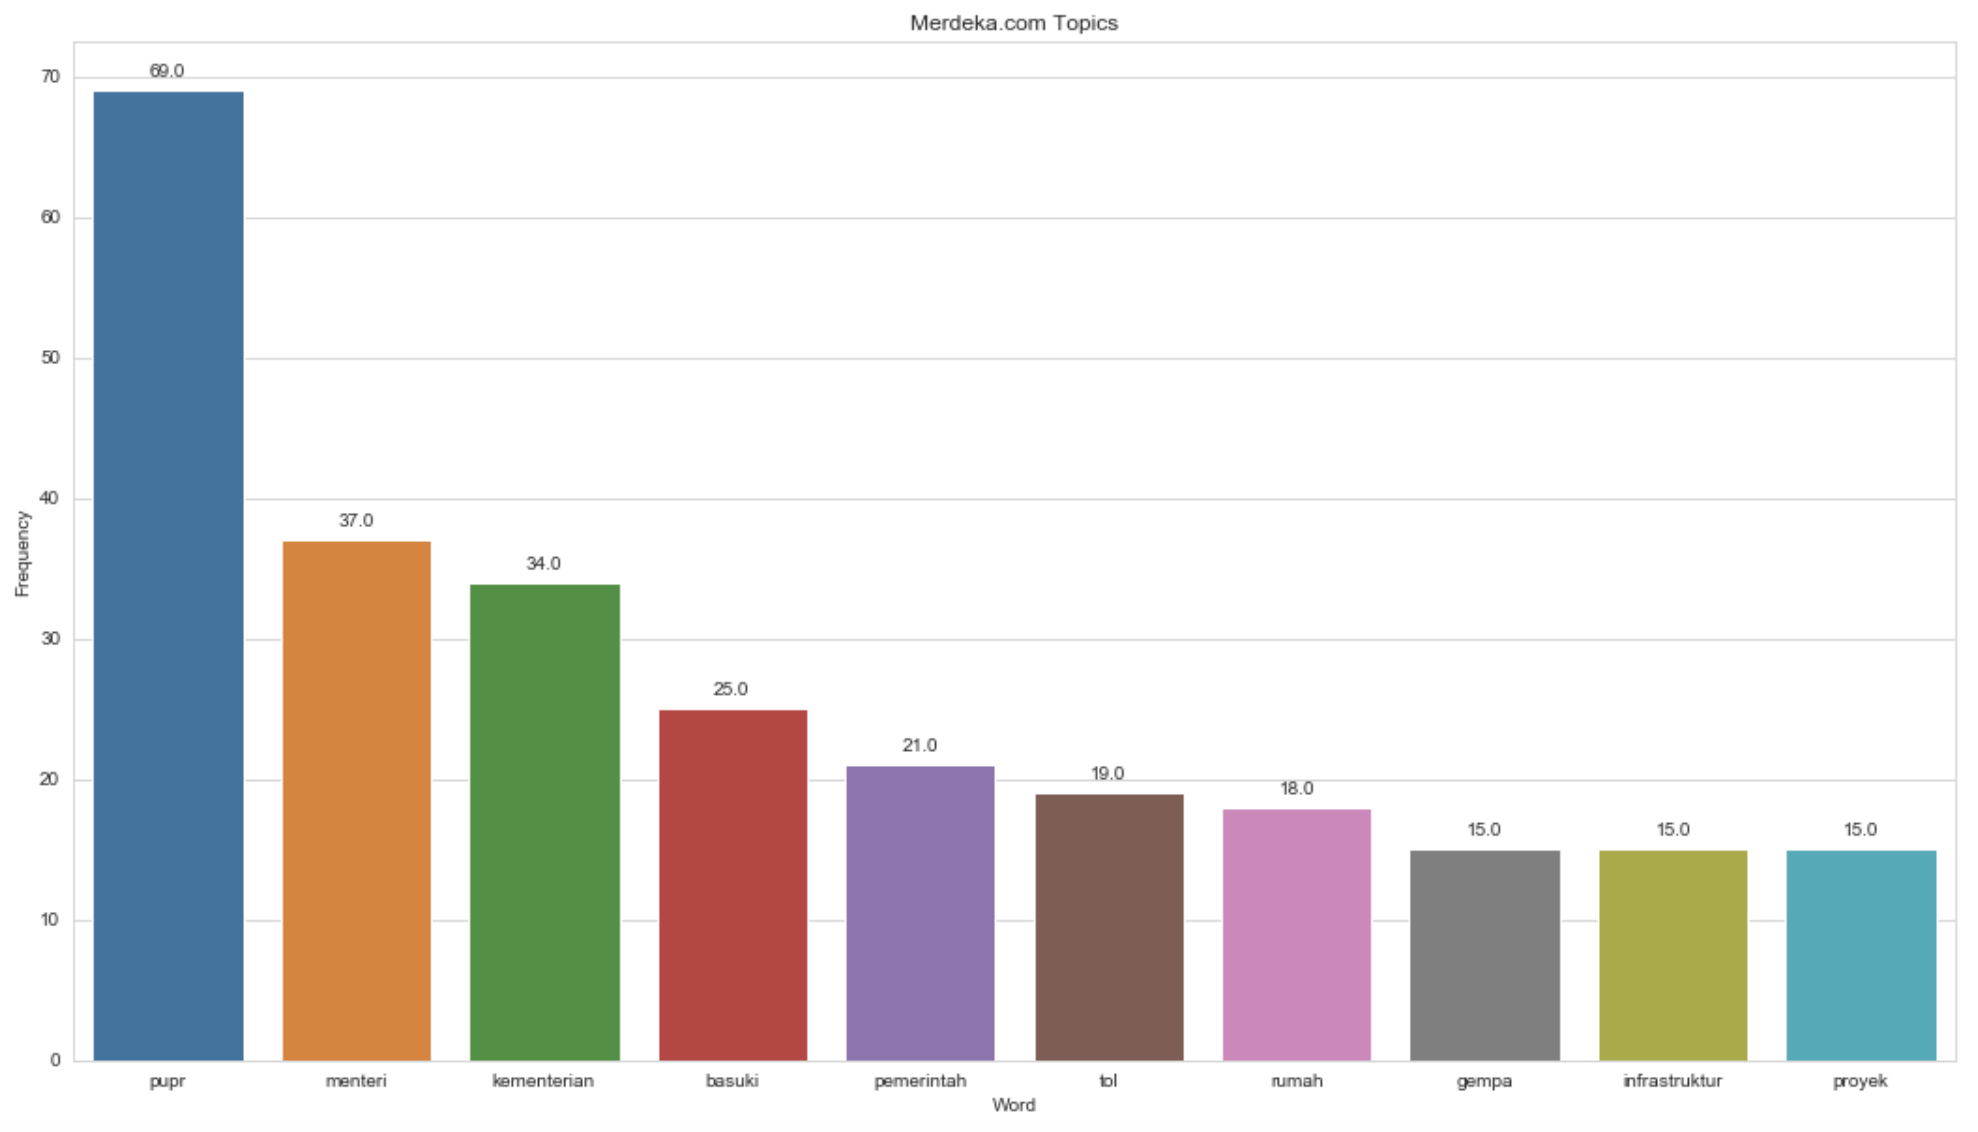 Merdeka.com Topics
70
60
50
40
30
20
10
0
Frequency
69.0
37.0
34.0
25.0
21.0
19.0
18.0
15.0
15.0
15.0
pupr
menteri
kementerian
basuki
pemerintah
tol
rumah
gempa
infrastruktur
proyek
Word